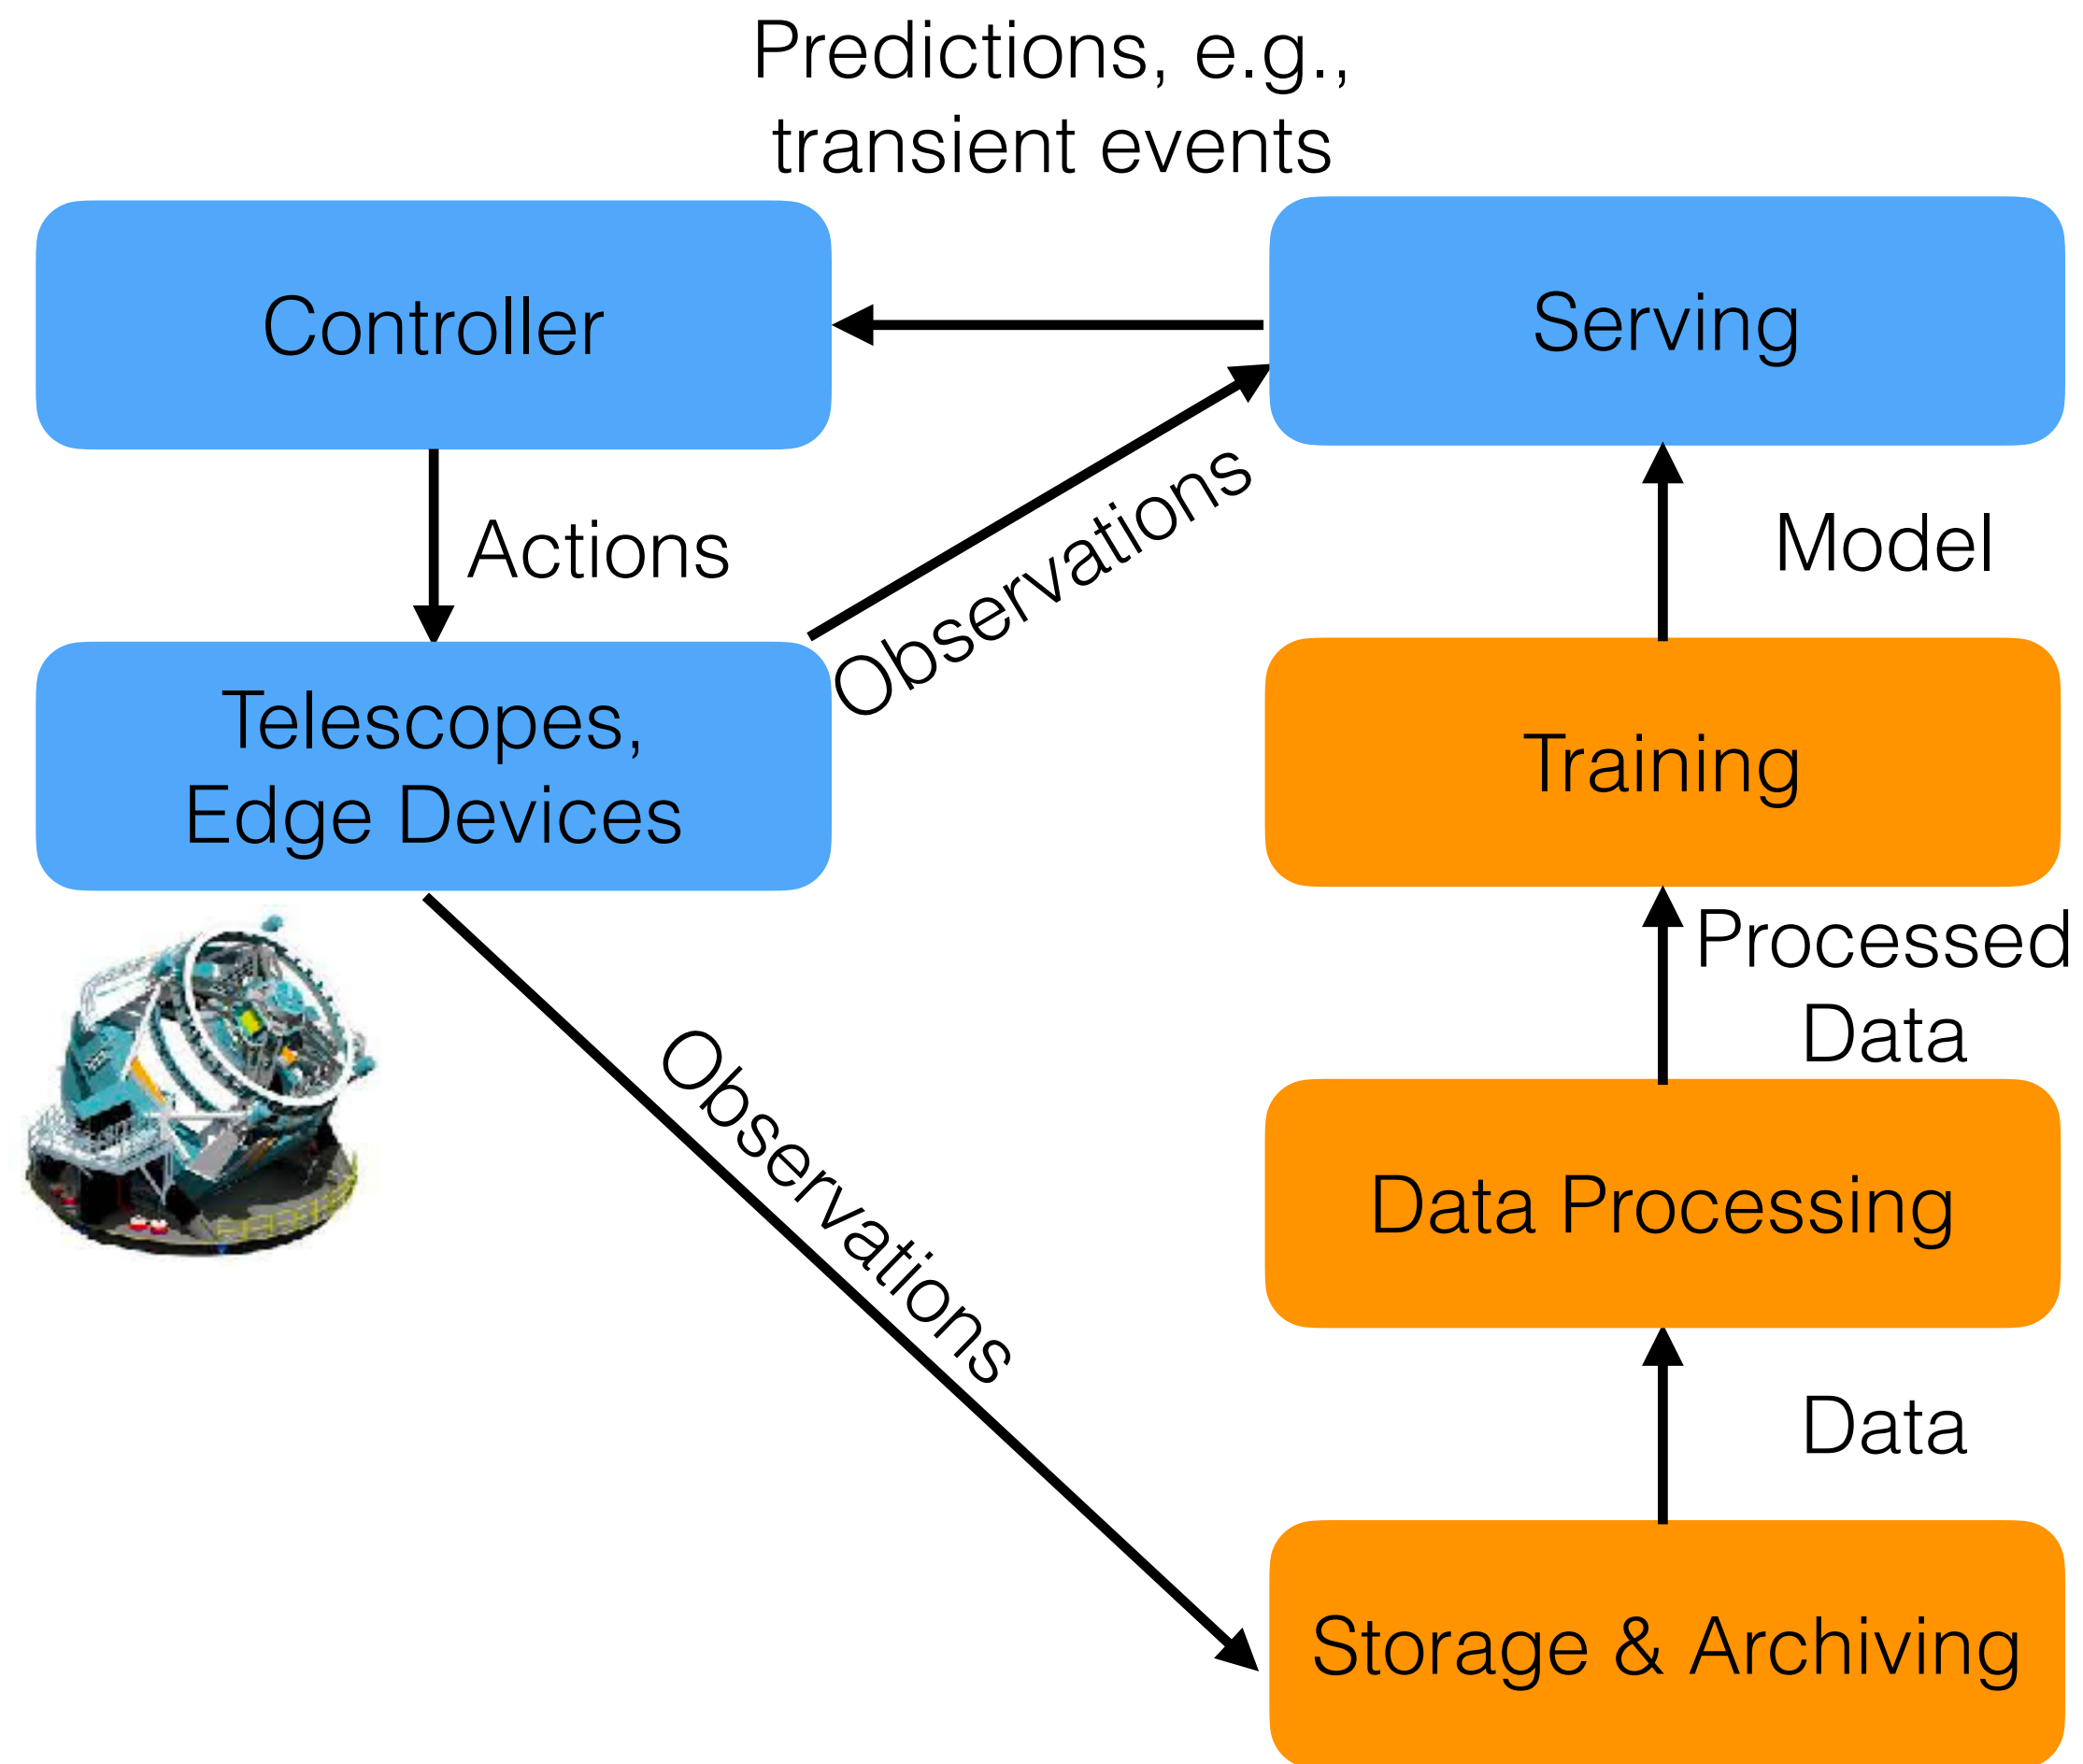 Predictions, e.g.,
transient events
Controller
Serving
Actions
Observations
Model
Telescopes,
Edge Devices
Training
Processed
Data
Observations
Data Processing
Data
Storage & Archiving